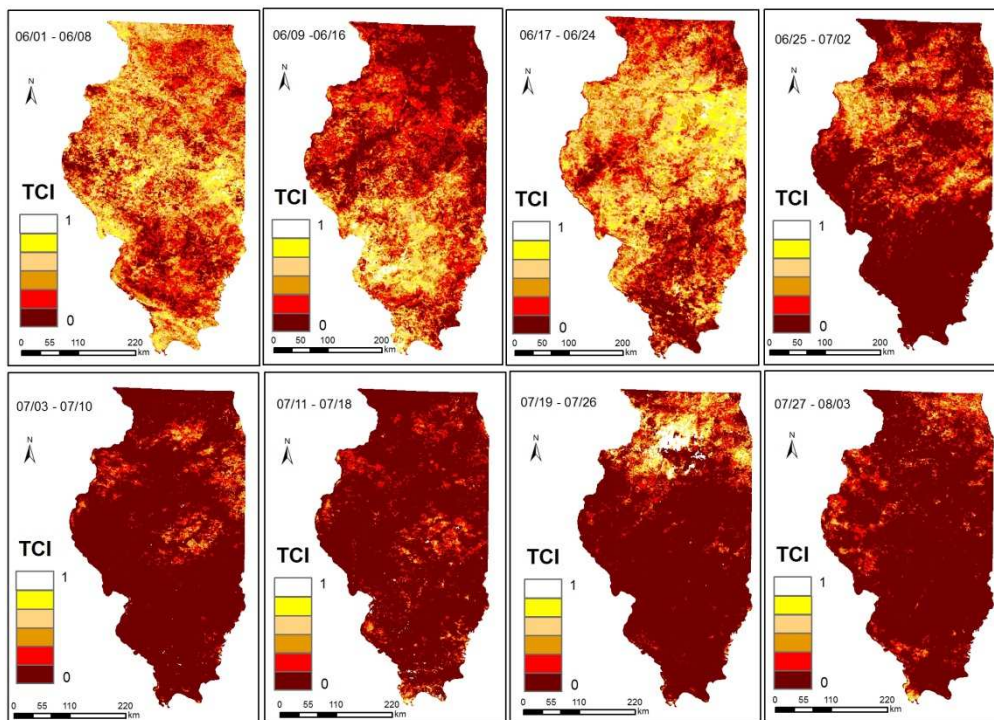 06/01 - 06/08
N
TCI
1
0
0 55 110 220
km
06/09 -06/16
N
TCI
1
0
0 50 100 200
km
06/17 - 06/24
N
TCI
1
0
0 50 100 200
km
06/25 - 07/02
N
TCI
1
0
0 50 100 200
km
07/03 - 07/10
N
TCI
1
0
0 55 110 220
km
07/11 - 07/18
N
TCI
1
0
0 55 110 220
km
07/19 - 07/26
N
TCI
1
0
0 55 110 220
km
07/27 - 08/03
N
TCI
1
0
0 55 110 220
km